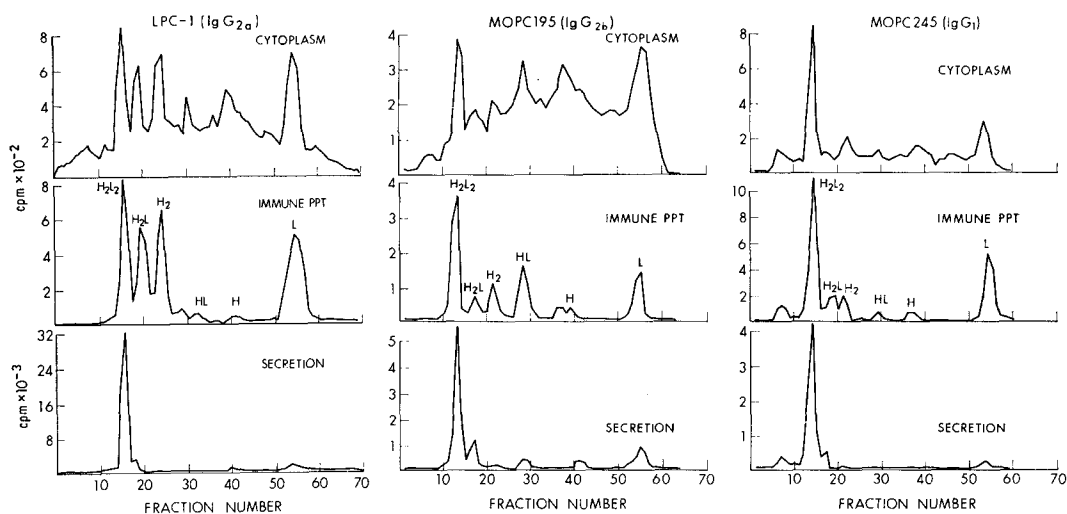 LPC-1 (IgG2a)
MOPC195 (IgG2b)
MOPC245 (IgG1)
CYTOPLASM
CYTOPLASM
CYTOPLASM
8
6
4
2
4
3
2
1
8
6
4
2
cpm × 10-2
H2L2
H2L
H2
HL
H
L
IMMUNE PPT
H2L2
H2L
H2
HL
H
L
IMMUNE PPT
H2L2
H2L
H2
HL
H
L
IMMUNE PPT
8
6
4
2
4
3
2
1
10
8
6
4
2
cpm × 10-3
SECRETION
SECRETION
SECRETION
32
24
16
8
5
4
3
2
1
4
3
2
1
10 20 30 40 50 60 70
10 20 30 40 50 60 70
10 20 30 40 50 60 70
FRACTION NUMBER
FRACTION NUMBER
FRACTION NUMBER